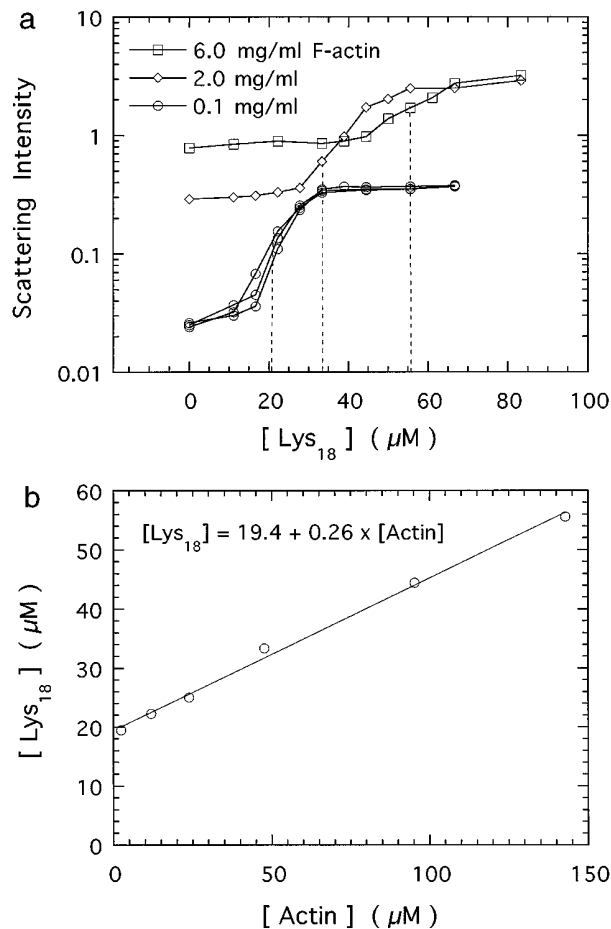 a
6.0 mg/ml F-actin
2.0 mg/ml
0.1 mg/ml
Scattering Intensity
10
1
0.1
0.01
0 20 40 60 80 100
[ Lys18 ] ( μM )
b
[Lys18] = 19.4 + 0.26 x [Actin]
[ Lys18 ] ( μM )
60
50
40
30
20
10
0
0 50 100 150
[ Actin ] ( μM )